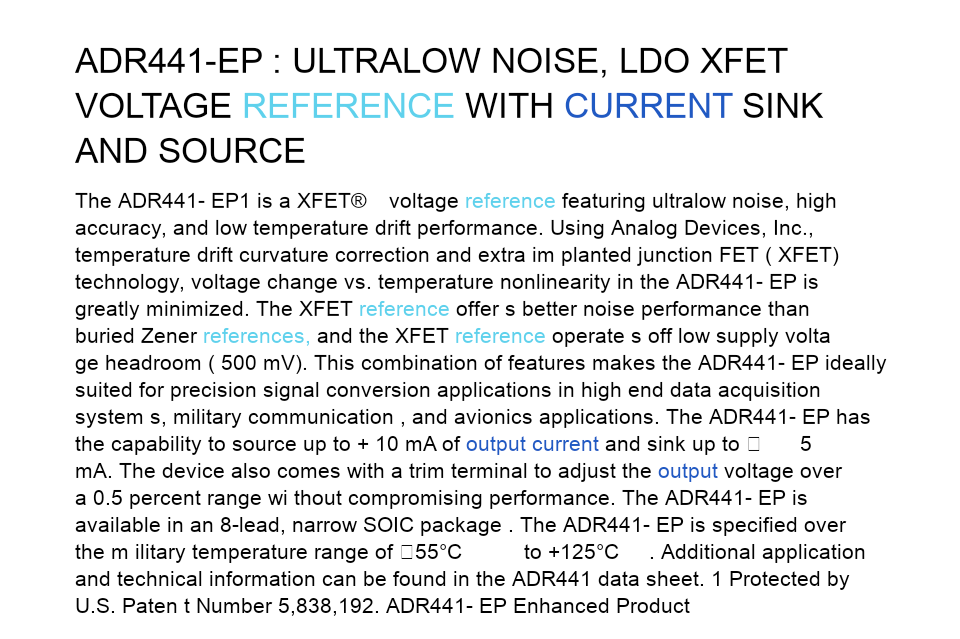 ADR441-EP : ULTRALOW NOISE, LDO XFET
VOLTAGE REFERENCE WITH CURRENT SINK
AND SOURCE
The ADR441- EP1 is a XFET® voltage reference featuring ultralow noise, high
accuracy, and low temperature drift performance. Using Analog Devices, Inc.,
temperature drift curvature correction and extra im planted junction FET ( XFET)
technology, voltage change vs. temperature nonlinearity in the ADR441- EP is
greatly minimized. The XFET reference offer s better noise performance than
buried Zener references, and the XFET reference operate s off low supply volta
ge headroom ( 500 mV). This combination of features makes the ADR441- EP ideally
suited for precision signal conversion applications in high end data acquisition
system s, military communication , and avionics applications. The ADR441- EP has
the capability to source up to + 10 mA of output current and sink up to □ 5
mA. The device also comes with a trim terminal to adjust the output voltage over
a 0.5 percent range wi thout compromising performance. The ADR441- EP is
available in an 8-lead, narrow SOIC package . The ADR441- EP is specified over
the m ilitary temperature range of □55°C to +125°C . Additional application
and technical information can be found in the ADR441 data sheet. 1 Protected by
U.S. Paten t Number 5,838,192. ADR441- EP Enhanced Product